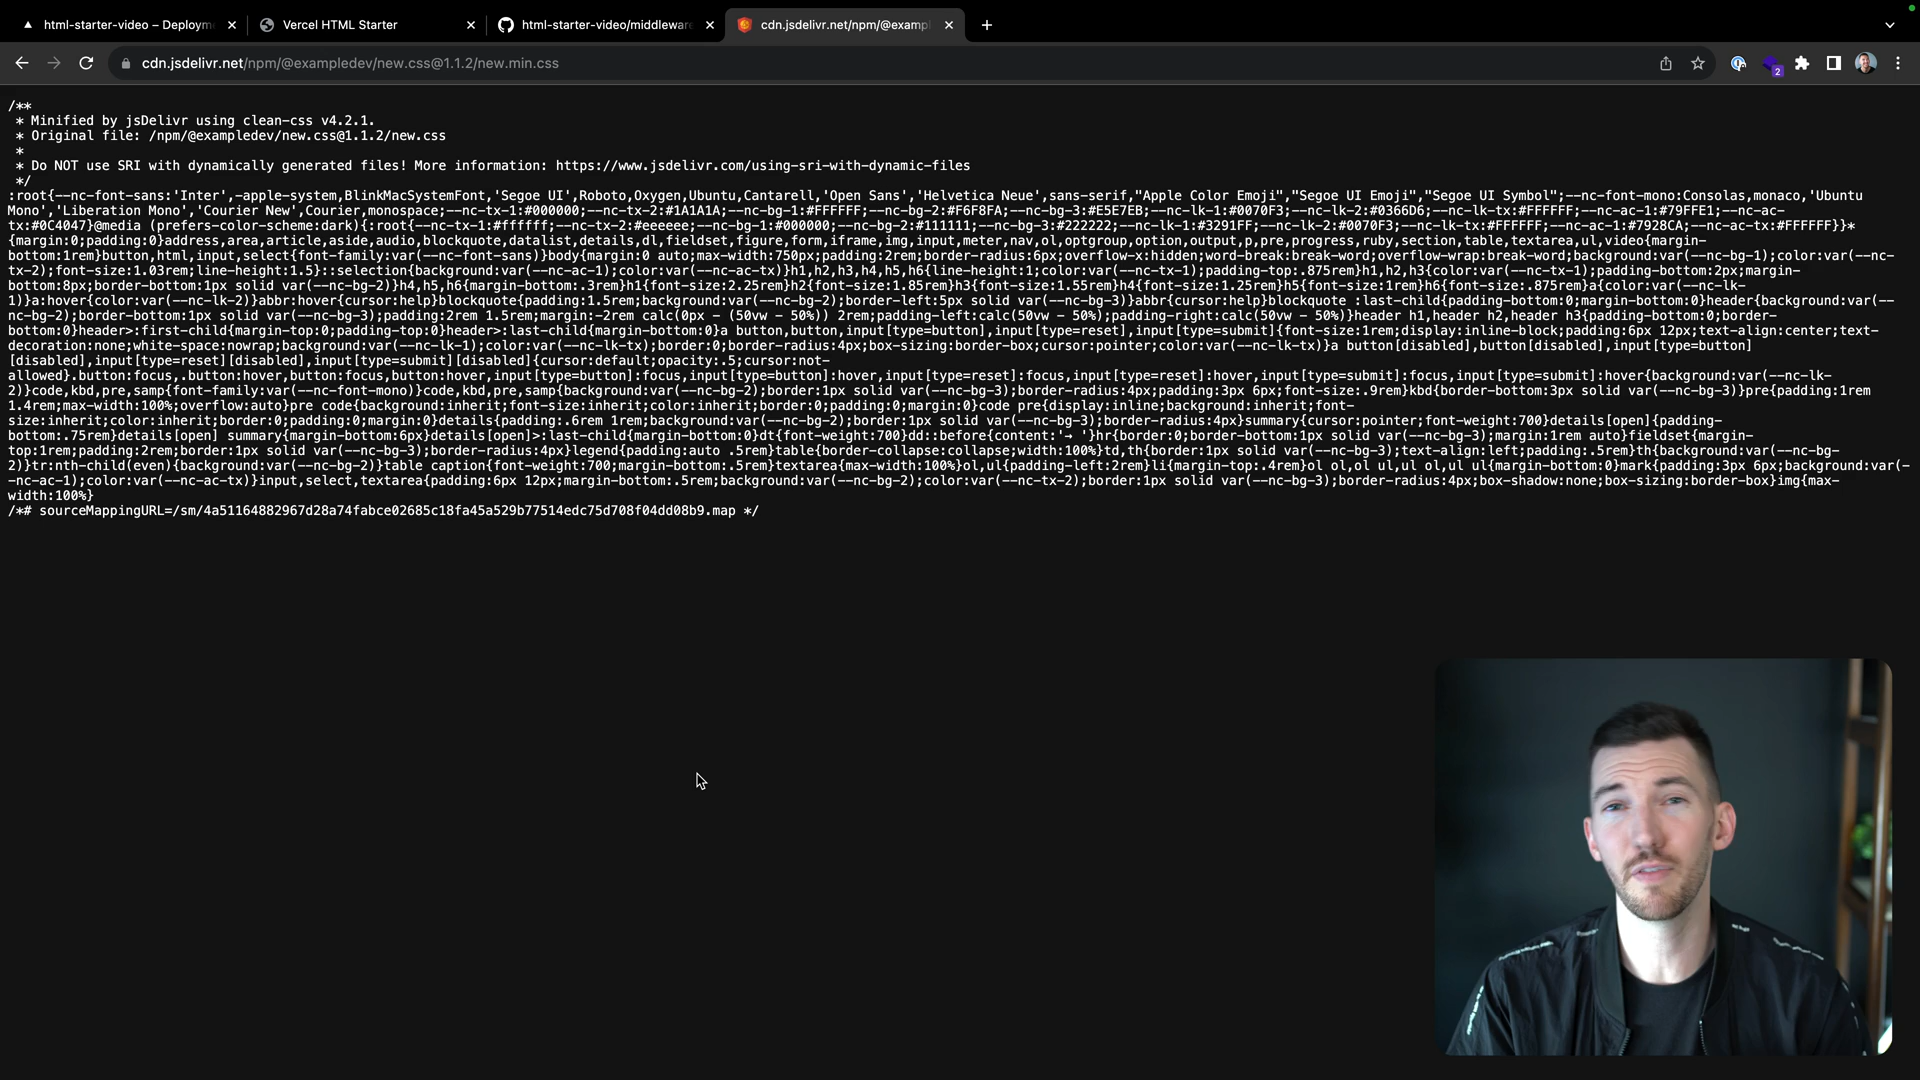 html-starter-video – Deploym
Vercel HTML Starter
html-starter-video/middleware
cdn.jsdelivr.net/npm/@examp
cdn.jsdelivr.net/npm/@exampledev/new.css@1.1.2/new.min.css
2
/**
 * Minified by jsDelivr using clean-css v4.2.1.
 * Original file: /npm/@exampledev/new.css@1.1.2/new.css
 *
 * Do NOT use SRI with dynamically generated files! More information: https://www.jsdelivr.com/using-sri-with-dynamic-files
 */
:root{--nc-font-sans:'Inter',-apple-system,BlinkMacSystemFont,'Segoe UI',Roboto,Oxygen,Ubuntu,Cantarell,'Open Sans','Helvetica Neue',sans-serif,"Apple Color Emoji","Segoe UI Emoji","Segoe UI Symbol";--nc-font-mono:Consolas,monaco,'Ubuntu
Mono','Liberation Mono','Courier New',Courier,monospace;--nc-tx-1:#000000;--nc-tx-2:#1A1A1A;--nc-bg-1:#FFFFFF;--nc-bg-2:#F6F8FA;--nc-bg-3:#E5E7EB;--nc-lk-1:#0070F3;--nc-lk-2:#0366D6;--nc-lk-tx:#FFFFFF;--nc-ac-1:#79FFE1;--nc-ac-
tx:#0C4047}@media (prefers-color-scheme:dark){:root{--nc-tx-1:#ffffff;--nc-tx-2:#eeeeee;--nc-bg-1:#000000;--nc-bg-2:#111111;--nc-bg-3:#222222;--nc-lk-1:#3291FF;--nc-lk-2:#0070F3;--nc-lk-tx:#FFFFFF;--nc-ac-1:#7928CA;--nc-ac-tx:#FFFFFF}}*
{margin:0;padding:0}address,area,article,aside,audio,blockquote,datalist,details,dl,fieldset,figure,form,iframe,img,input,meter,nav,ol,optgroup,option,output,p,pre,progress,ruby,section,table,textarea,ul,video{margin-
bottom:1rem}button,html,input,select{font-family:var(--nc-font-sans)}body{margin:0 auto;max-width:750px;padding:2rem;border-radius:6px;overflow-x:hidden;word-break:break-word;overflow-wrap:break-word;background:var(--nc-bg-1);color:var(--nc-
tx-2);font-size:1.03rem;line-height:1.5}::selection{background:var(--nc-ac-1);color:var(--nc-ac-tx)}h1,h2,h3,h4,h5,h6{line-height:1;color:var(--nc-tx-1);padding-top:.875rem}h1,h2,h3{color:var(--nc-tx-1);padding-bottom:2px;margin-
bottom:8px;border-bottom:1px solid var(--nc-bg-2)}h4,h5,h6{margin-bottom:.3rem}h1{font-size:2.25rem}h2{font-size:1.85rem}h3{font-size:1.55rem}h4{font-size:1.25rem}h5{font-size:1rem}h6{font-size:.875rem}a{color:var(--nc-lk-
1)}a:hover{color:var(--nc-lk-2)}abbr:hover{cursor:help}blockquote{padding:1.5rem;background:var(--nc-bg-2);border-left:5px solid var(--nc-bg-3)}abbr{cursor:help}blockquote :last-child{padding-bottom:0;margin-bottom:0}header{background:var(--
nc-bg-2);border-bottom:1px solid var(--nc-bg-3);padding:2rem 1.5rem;margin:-2rem calc(0px - (50vw - 50%)) 2rem;padding-left:calc(50vw - 50%);padding-right:calc(50vw - 50%)}header h1,header h2,header h3{padding-bottom:0;border-
bottom:0}header>:first-child{margin-top:0;padding-top:0}header>:last-child{margin-bottom:0}a button,button,input[type=button],input[type=reset],input[type=submit]{font-size:1rem;display:inline-block;padding:6px 12px;text-align:center;text-
decoration:none;white-space:nowrap;background:var(--nc-lk-1);color:var(--nc-lk-tx);border:0;border-radius:4px;box-sizing:border-box;cursor:pointer;color:var(--nc-lk-tx)}a button[disabled],button[disabled],input[type=button]
[disabled],input[type=reset][disabled],input[type=submit][disabled]{cursor:default;opacity:.5;cursor:not-
allowed}.button:focus,.button:hover,button:focus,button:hover,input[type=button]:focus,input[type=button]:hover,input[type=reset]:focus,input[type=reset]:hover,input[type=submit]:focus,input[type=submit]:hover{background:var(--nc-lk-
2)}code,kbd,pre,samp{font-family:var(--nc-font-mono)}code,kbd,pre,samp{background:var(--nc-bg-2);border:1px solid var(--nc-bg-3);border-radius:4px;padding:3px 6px;font-size:.9rem}kbd{border-bottom:3px solid var(--nc-bg-3)}pre{padding:1rem
1.4rem;max-width:100%;overflow:auto}pre code{background:inherit;font-size:inherit;color:inherit;border:0;padding:0;margin:0}code pre{display:inline;background:inherit;font-
size:inherit;color:inherit;border:0;padding:0;margin:0}details{padding:.6rem 1rem;background:var(--nc-bg-2);border:1px solid var(--nc-bg-3);border-radius:4px}summary{cursor:pointer;font-weight:700}details[open]{padding-
bottom:.75rem}details[open] summary{margin-bottom:6px}details[open]>:last-child{margin-bottom:0}dt{font-weight:700}dd::before{content:'→ '}hr{border:0;border-bottom:1px solid var(--nc-bg-3);margin:1rem auto}fieldset{margin-
top:1rem;padding:2rem;border:1px solid var(--nc-bg-3);border-radius:4px}legend{padding:auto .5rem}table{border-collapse:collapse;width:100%}td,th{border:1px solid var(--nc-bg-3);text-align:left;padding:.5rem}th{background:var(--nc-bg-
2)}tr:nth-child(even){background:var(--nc-bg-2)}table caption{font-weight:700;margin-bottom:.5rem}textarea{max-width:100%}ol,ul{padding-left:2rem}li{margin-top:.4rem}ol ol,ol ul,ul ol,ul ul{margin-bottom:0}mark{padding:3px 6px;background:var(-
-nc-ac-1);color:var(--nc-ac-tx)}input,select,textarea{padding:6px 12px;margin-bottom:.5rem;background:var(--nc-bg-2);color:var(--nc-tx-2);border:1px solid var(--nc-bg-3);border-radius:4px;box-shadow:none;box-sizing:border-box}img{max-
width:100%}
/*# sourceMappingURL=/sm/4a51164882967d28a74fabce02685c18fa45a529b77514edc75d708f04dd08b9.map */